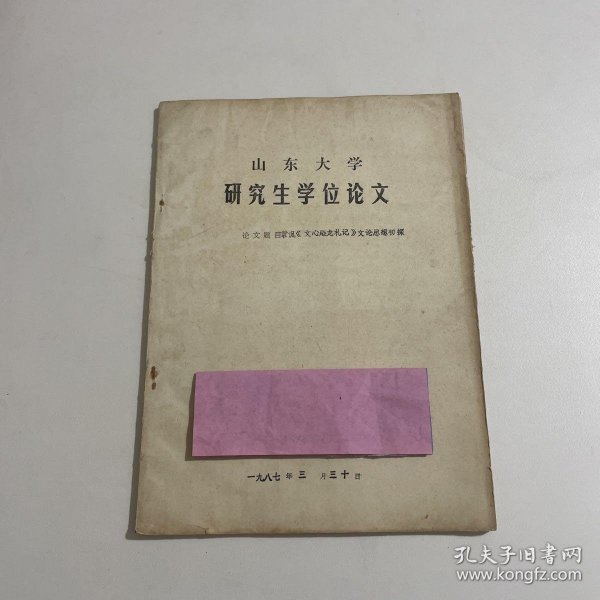 山东大学
研究生学位论文
论文题目 黄侃《文心雕龙札记》文论思想初探
一九八七年三月三十日
孔夫子旧书网
www.kongfz.com